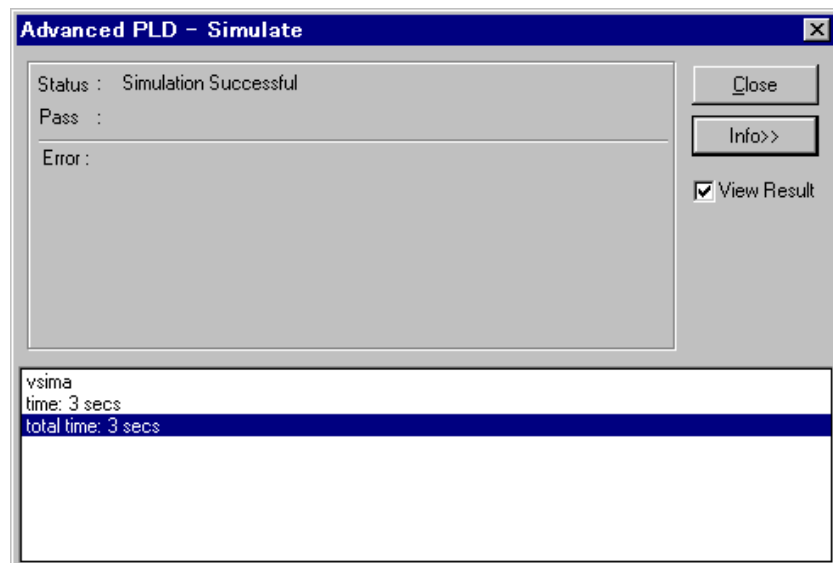 Advanced PLD - Simulate
Status : Simulation Successful
Close
Pass :
Info>>
Error :
View Result
vsima
time: 3 secs
total time: 3 secs